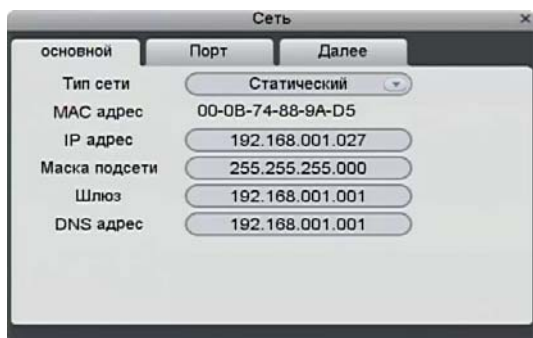 Сеть
основной Порт Далее
Тип сети Статический
MAC адрес 00-0B-74-88-9A-D5
IP адрес 192.168.001.027
Маска подсети 255.255.255.000
Шлюз 192.168.001.001
DNS адрес 192.168.001.001